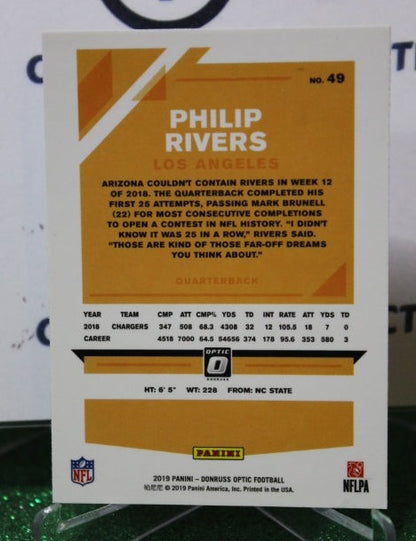 NO. 49
PHILIP
RIVERS
LOS ANGELES
ARIZONA COULDN'T CONTAIN RIVERS IN WEEK 12
OF 2018. THE QUARTERBACK COMPLETED HIS
FIRST 25 ATTEMPTS, PASSING MARK BRUNELL
(22) FOR MOST CONSECUTIVE COMPLETIONS
TO OPEN A CONTEST IN NFL HISTORY. "I DIDN'T
KNOW IT WAS 25 IN A ROW," RIVERS SAID.
"THOSE ARE KIND OF THOSE FAR-OFF DREAMS
YOU THINK ABOUT."
QUARTERBACK
YEAR TEAM CMP ATT CMP% YDS TD INT RATE ATT YDS TD
2018 CHARGERS 347 508 68.3 4308 32 12 105.5 18 7 0
CAREER 4518 7000 64.5 54656 374 178 95.6 353 580 3
OPTIC
DONRUSS
HT: 6' 5" WT: 228 FROM: NC STATE
PANINI
NFL
NFLPA
2019 PANINI – DONRUSS OPTIC FOOTBALL
帕尼尼 © 2019 Panini America, Inc. Printed in the USA.